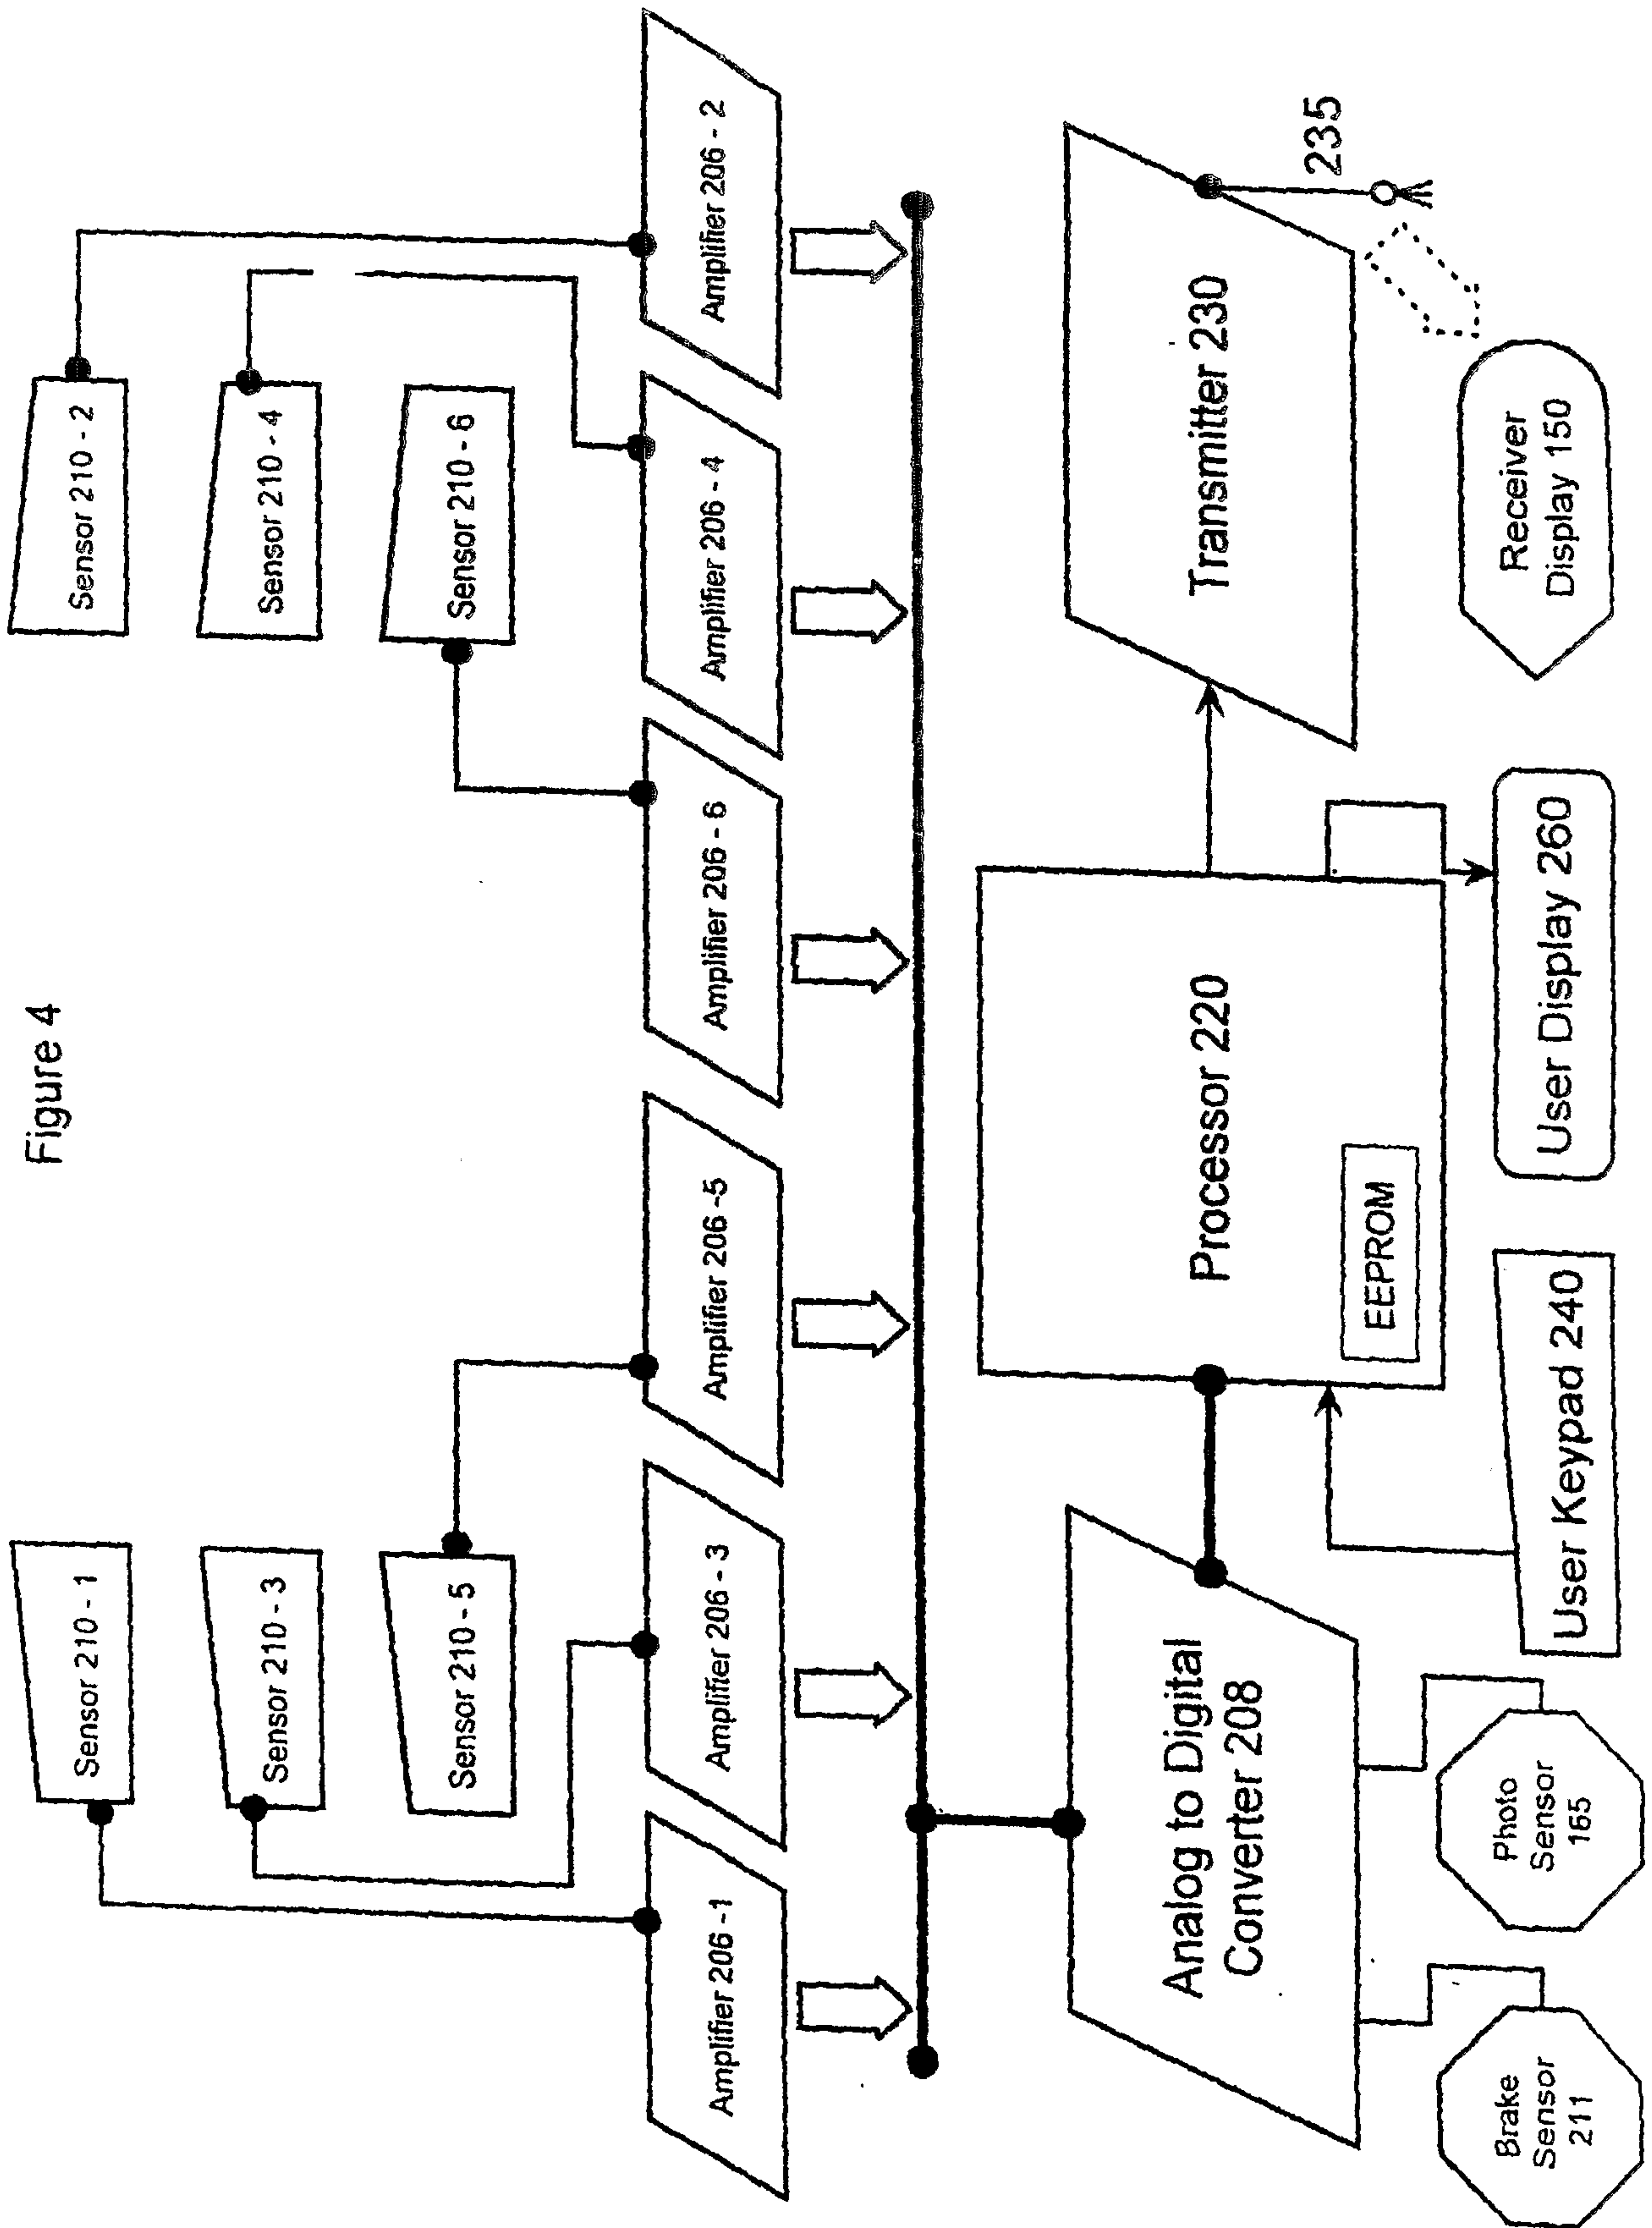 Figure 4
Sensor 210 - 1
Sensor 210 - 2
Sensor 210 - 3
Sensor 210 - 4
Sensor 210 - 5
Sensor 210 - 6
Amplifier 206 -1
Amplifier 206 - 3
Amplifier 206 -5
Amplifier 206 - 6
Amplifier 206 - 4
Amplifier 206 - 2
Analog to Digital
Converter 208
Processor 220
EEPROM
Transmitter 230
235
Brake
Sensor
211
Photo
Sensor
165
User Keypad 240
User Display 260
Receiver
Display 150